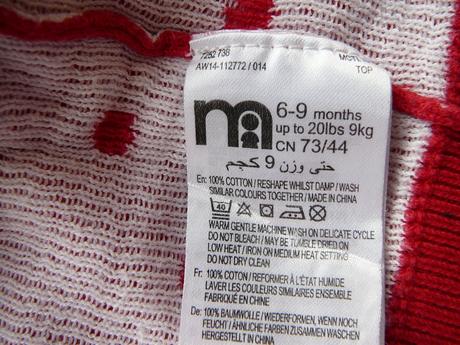 7252 738
AW14-112772 / 014
TOP
m
6-9 months
up to 20lbs 9kg
CN 73/44
حتى وزن 9 كجم
En: 100% COTTON / RESHAPE WHILST DAMP / WASH
SIMILAR COLOURS TOGETHER / MADE IN CHINA
40
WARM GENTLE MACHINE WASH ON DELICATE CYCLE
DO NOT BLEACH / MAY BE TUMBLE DRIED ON
LOW HEAT / IRON ON MEDIUM HEAT SETTING
DO NOT DRY CLEAN
Fr: 100% COTON / REFORMER À L'ÉTAT HUMIDE
LAVER LES COULEURS SIMILAIRES ENSEMBLE
FABRIQUÉ EN CHINE
De: 100% BAUMWOLLE / WIEDERFORMEN, WENN NOCH
FEUCHT / ÄHNLICHE FARBEN ZUSAMMEN WASCHEN
HERGESTELLT IN CHINA